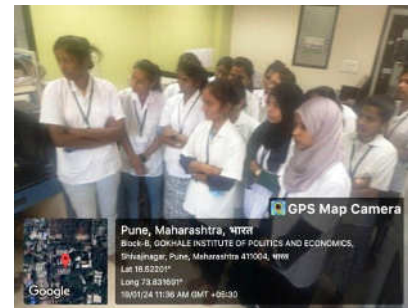 GPS Map Camera
Pune, Maharashtra, भारत
Block-B, GOKHALE INSTITUTE OF POLITICS AND ECONOMICS,
Shivajinagar, Pune, Maharashtra 411004, भारत
Lat 18.52201°
Long 73.831691°
19/01/24 11:36 AM GMT +05:30
Google